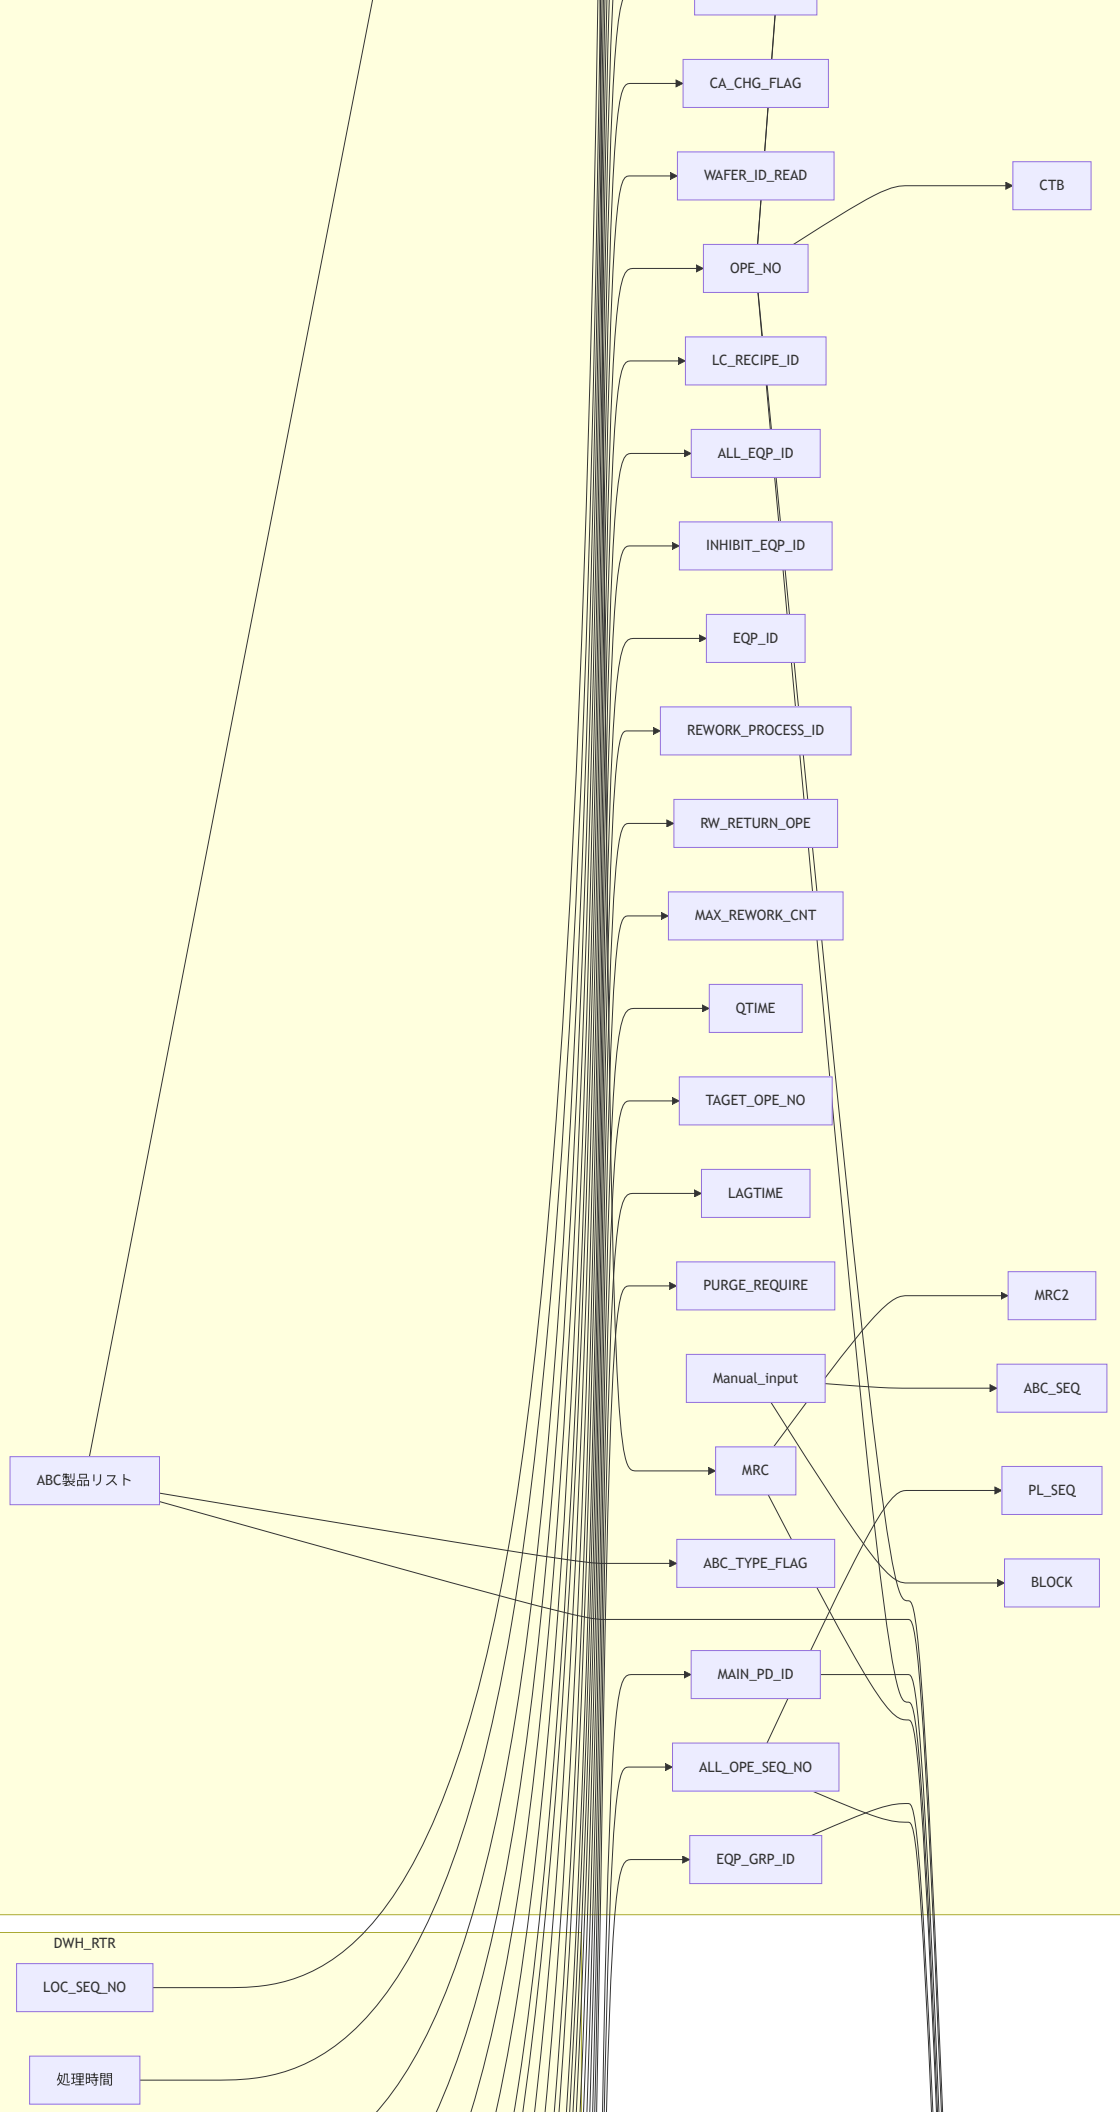 CA_CHG_FLAG
WAFER_ID_READ
CTB
OPE_NO
LC_RECIPE_ID
ALL_EQP_ID
INHIBIT_EQP_ID
EQP_ID
REWORK_PROCESS_ID
RW_RETURN_OPE
MAX_REWORK_CNT
QTIME
TAGET_OPE_NO
LAGTIME
PURGE_REQUIRE
MRC2
Manual_input
ABC_SEQ
MRC
ABC製品リスト
PL_SEQ
ABC_TYPE_FLAG
BLOCK
MAIN_PD_ID
ALL_OPE_SEQ_NO
EQP_GRP_ID
DWH_RTR
LOC_SEQ_NO
処理時間